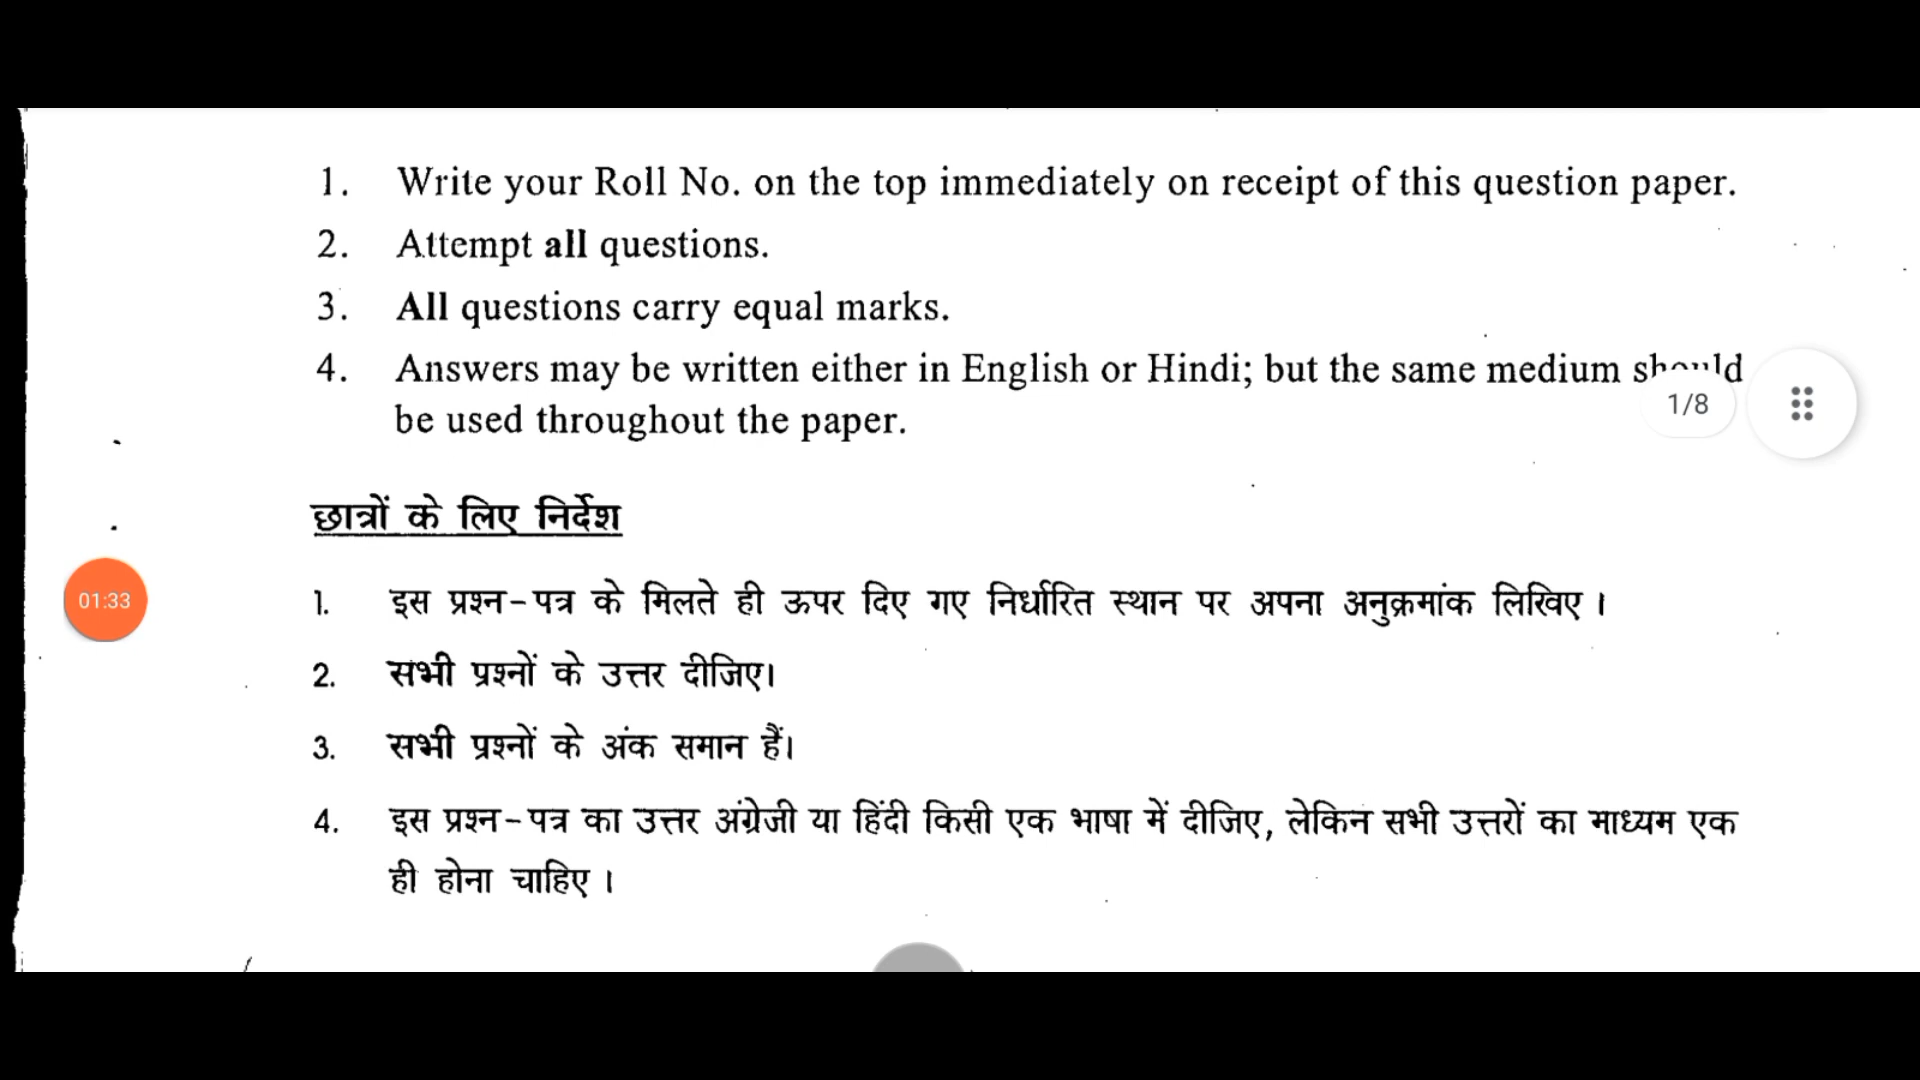 1. Write your Roll No. on the top immediately on receipt of this question paper.
2. Attempt all questions.
3. All questions carry equal marks.
4. Answers may be written either in English or Hindi; but the same medium should
1/8
be used throughout the paper.
छात्रों के लिए निर्देश
01:33
1. इस प्रश्न-पत्र के मिलते ही ऊपर दिए गए निर्धारित स्थान पर अपना अनुक्रमांक लिखिए ।
2. सभी प्रश्नों के उत्तर दीजिए।
3. सभी प्रश्नों के अंक समान हैं।
4. इस प्रश्न-पत्र का उत्तर अंग्रेजी या हिंदी किसी एक भाषा में दीजिए, लेकिन सभी उत्तरों का माध्यम एक
ही होना चाहिए ।